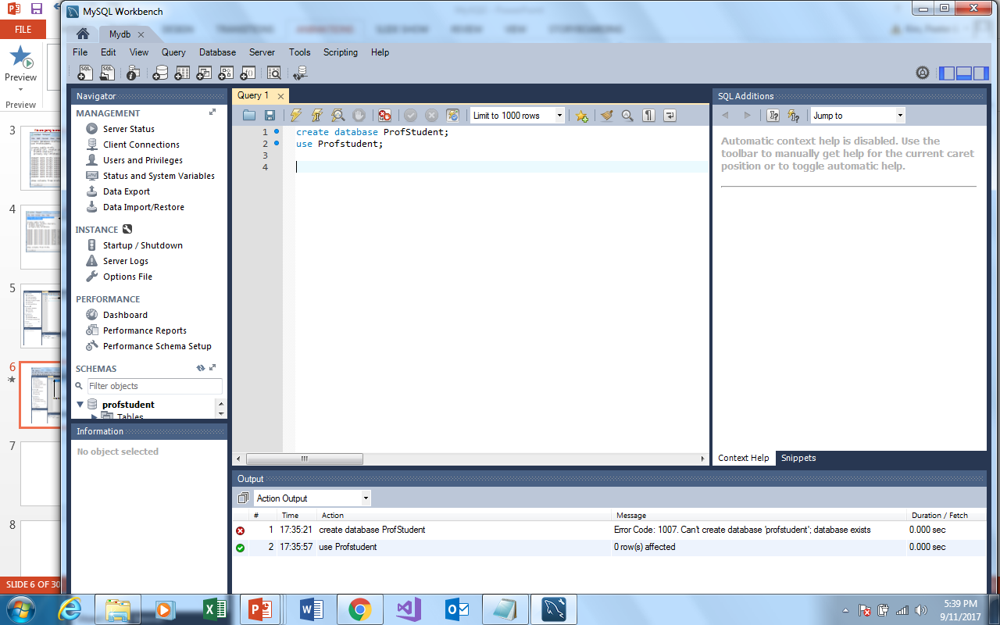 MySQL Workbench
FILE
Mydb
File Edit View Query Database Server Tools Scripting Help
Preview
Preview
Navigator
MANAGEMENT
Server Status
Client Connections
Users and Privileges
Status and System Variables
Data Export
Data Import/Restore
INSTANCE
Startup / Shutdown
Server Logs
Options File
PERFORMANCE
Dashboard
Performance Reports
Performance Schema Setup
SCHEMAS
Filter objects
profstudent
Tables
Information
No object selected
Query 1
Limit to 1000 rows
1 create database ProfStudent;
2 use Profstudent;
3
4
SQL Additions
Jump to
Automatic context help is disabled. Use the
toolbar to manually get help for the current caret
position or to toggle automatic help.
Context Help Snippets
Output
Action Output
# Time Action Message Duration / Fetch
1 17:35:21 create database ProfStudent Error Code: 1007. Can't create database 'profstudent'; database exists 0.000 sec
2 17:35:57 use Profstudent 0 row(s) affected 0.000 sec
3
4
5
6
7
8
SLIDE 6 OF 30
5:39 PM
9/11/2017